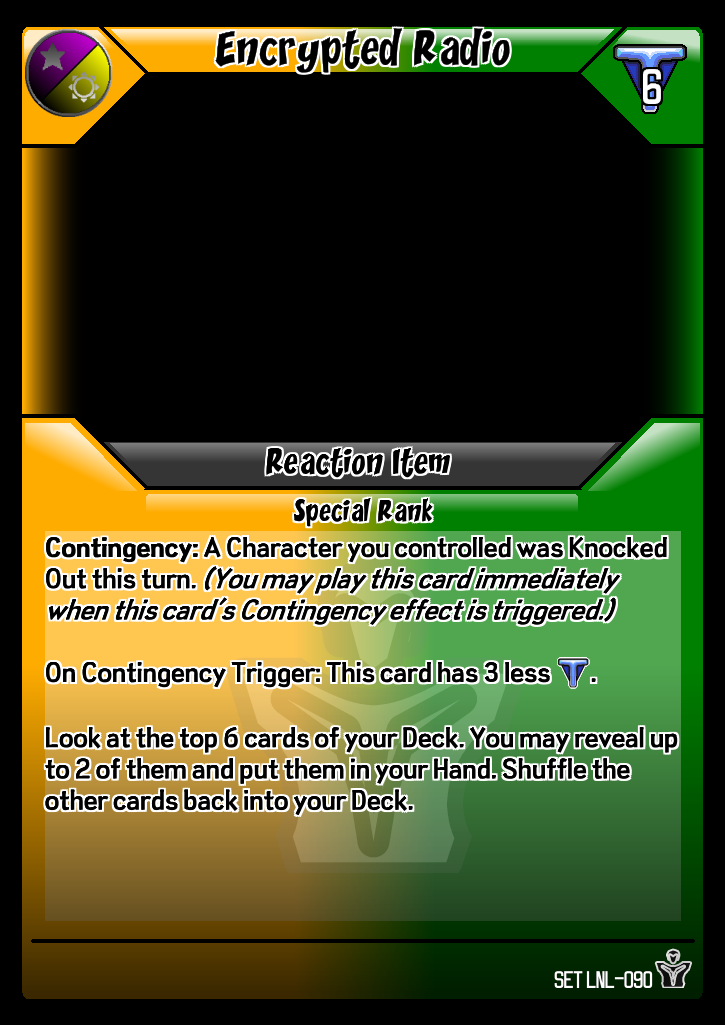 Encrypted Radio
6
Reaction Item
Special Rank
Contingency: A Character you controlled was Knocked
Out this turn. (You may play this card immediately
when this card's Contingency effect is triggered.)
On Contingency Trigger: This card has 3 less T.
Look at the top 6 cards of your Deck. You may reveal up
to 2 of them and put them in your Hand. Shuffle the
other cards back into your Deck.
SET LNL-090